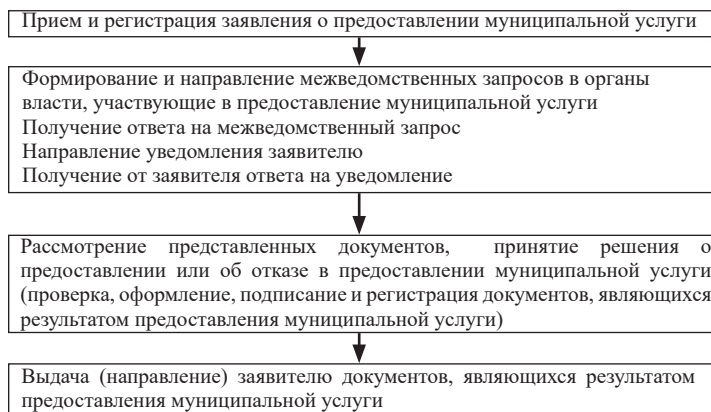 Прием и регистрация заявления о предоставлении муниципальной услуги
Формирование и направление межведомственных запросов в органы
власти, участвующие в предоставление муниципальной услуги
Получение ответа на межведомственный запрос
Направление уведомления заявителю
Получение от заявителя ответа на уведомление
Рассмотрение представленных документов, принятие решения о
предоставлении или об отказе в предоставлении муниципальной услуги
(проверка, оформление, подписание и регистрация документов, являющихся
результатом предоставления муниципальной услуги)
Выдача (направление) заявителю документов, являющихся результатом
предоставления муниципальной услуги